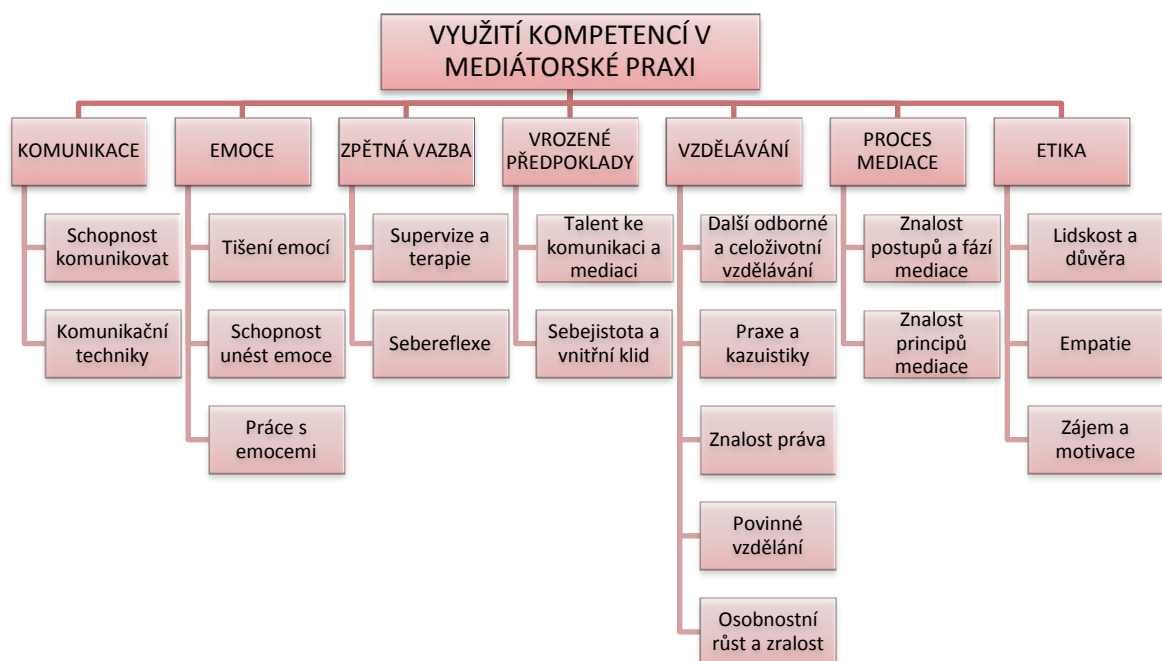 VYUŽITÍ KOMPETENCÍ V
MEDIÁTORSKÉ PRAXI
KOMUNIKACE
Schopnost
komunikovat
Komunikační
techniky
EMOCE
Tišení emocí
Schopnost
unést emoce
Práce s
emocemi
ZPĚTNÁ VAZBA
Supervize a
terapie
Sebereflexe
VROZENÉ
PŘEDPOKLADY
Talent ke
komunikaci a
mediaci
Sebejistota a
vnitřní klid
VZDĚLÁVÁNÍ
Další odborné
a celoživotní
vzdělávání
Praxe a
kazuistiky
Znalost práva
Povinné
vzdělání
Osobnostní
růst a zralost
PROCES
MEDIACE
Znalost
postupů a fází
mediace
Znalost
principů
mediace
ETIKA
Lidskost a
důvěra
Empatie
Zájem a
motivace